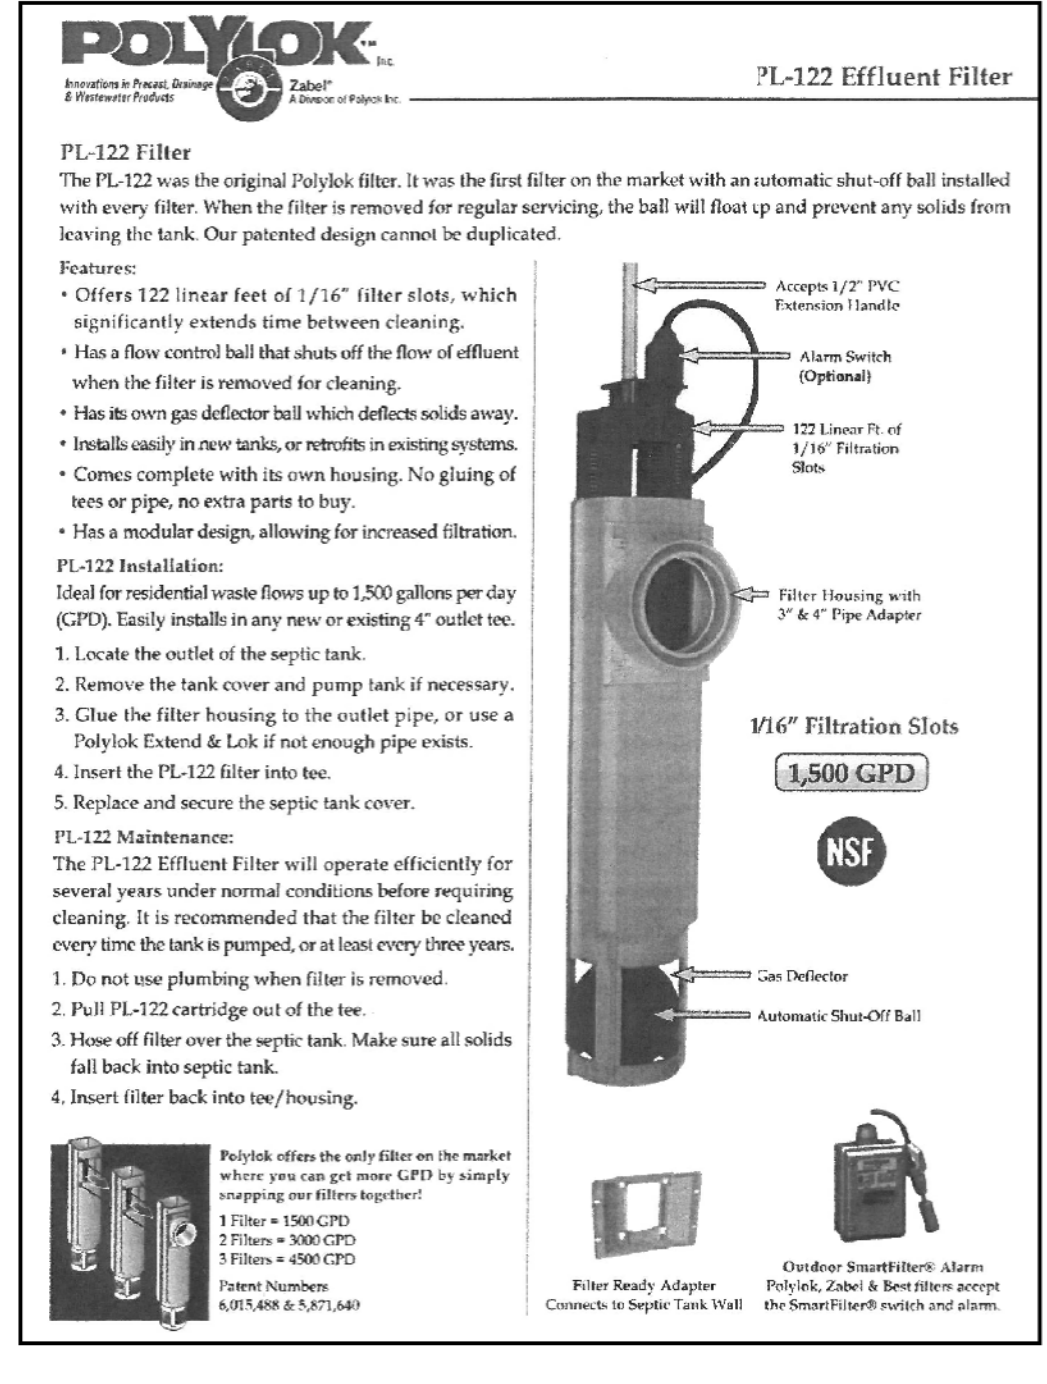 POLYLOK™ Inc.
Innovations in Precast, Drainage
& Wastewater Products
ZABEL
Zabel®
A Division of Polylok Inc.
PL-122 Effluent Filter
PL-122 Filter
The PL-122 was the original Polylok filter. It was the first filter on the market with an automatic shut-off ball installed
with every filter. When the filter is removed for regular servicing, the ball will float up and prevent any solids from
leaving the tank. Our patented design cannot be duplicated.
Features:
• Offers 122 linear feet of 1/16" filter slots, which
significantly extends time between cleaning.
• Has a flow control ball that shuts off the flow of effluent
when the filter is removed for cleaning.
• Has its own gas deflector ball which deflects solids away.
• Installs easily in new tanks, or retrofits in existing systems.
• Comes complete with its own housing. No gluing of
tees or pipe, no extra parts to buy.
• Has a modular design, allowing for increased filtration.
PL-122 Installation:
Ideal for residential waste flows up to 1,500 gallons per day
(GPD). Easily installs in any new or existing 4" outlet tee.
1. Locate the outlet of the septic tank.
2. Remove the tank cover and pump tank if necessary.
3. Glue the filter housing to the outlet pipe, or use a
Polylok Extend & Lok if not enough pipe exists.
4. Insert the PL-122 filter into tee.
5. Replace and secure the septic tank cover.
PL-122 Maintenance:
The PL-122 Effluent Filter will operate efficiently for
several years under normal conditions before requiring
cleaning. It is recommended that the filter be cleaned
every time the tank is pumped, or at least every three years.
1. Do not use plumbing when filter is removed.
2. Pull PL-122 cartridge out of the tee.
3. Hose off filter over the septic tank. Make sure all solids
fall back into septic tank.
4. Insert filter back into tee/housing.
Polylok offers the only filter on the market
where you can get more GPD by simply
snapping our filters together!
1 Filter = 1500 GPD
2 Filters = 3000 GPD
3 Filters = 4500 GPD
Patent Numbers
6,015,488 & 5,871,640
Accepts 1/2" PVC
Extension Handle
Alarm Switch
(Optional)
122 Linear Ft. of
1/16" Filtration
Slots
Filter Housing with
3" & 4" Pipe Adapter
1/16" Filtration Slots
1,500 GPD
NSF
Gas Deflector
Automatic Shut-Off Ball
Filter Ready Adapter
Connects to Septic Tank Wall
Outdoor SmartFilter® Alarm
Polylok, Zabel & Best filters accept
the SmartFilter® switch and alarm.